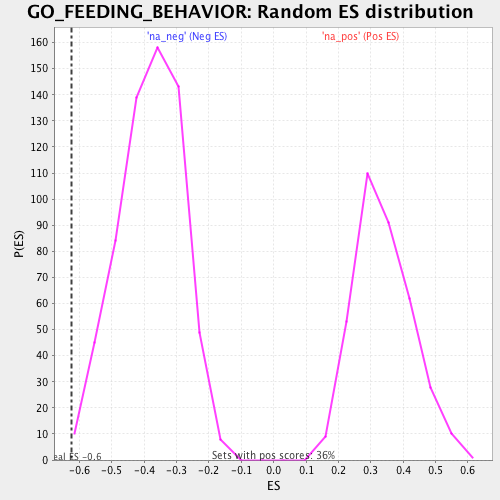 GO_FEEDING_BEHAVIOR: Random ES distribution
'na_neg' (Neg ES) 'na_pos' (Pos ES)
160
150
140
130
120
110
100
90
80
70
60
50
40
30
20
10
0
P(ES)
ES -0.6 Sets with pos scores: 36%
-0.6 -0.5 -0.4 -0.3 -0.2 -0.1 0.0 0.1 0.2 0.3 0.4 0.5 0.6
ES